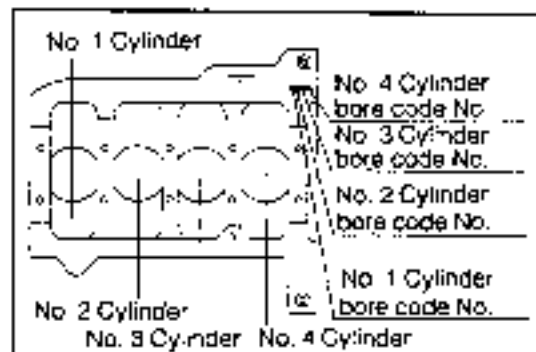 No. 1 Cylinder
No. 4 Cylinder
bore code No
No. 3 Cylinder
bore code No.
No. 2 Cylinder
bore code No.
No. 1 Cylinder
bore code No.
No 2 Cylinder
No. 3 Cylinder No. 4 Cylinder